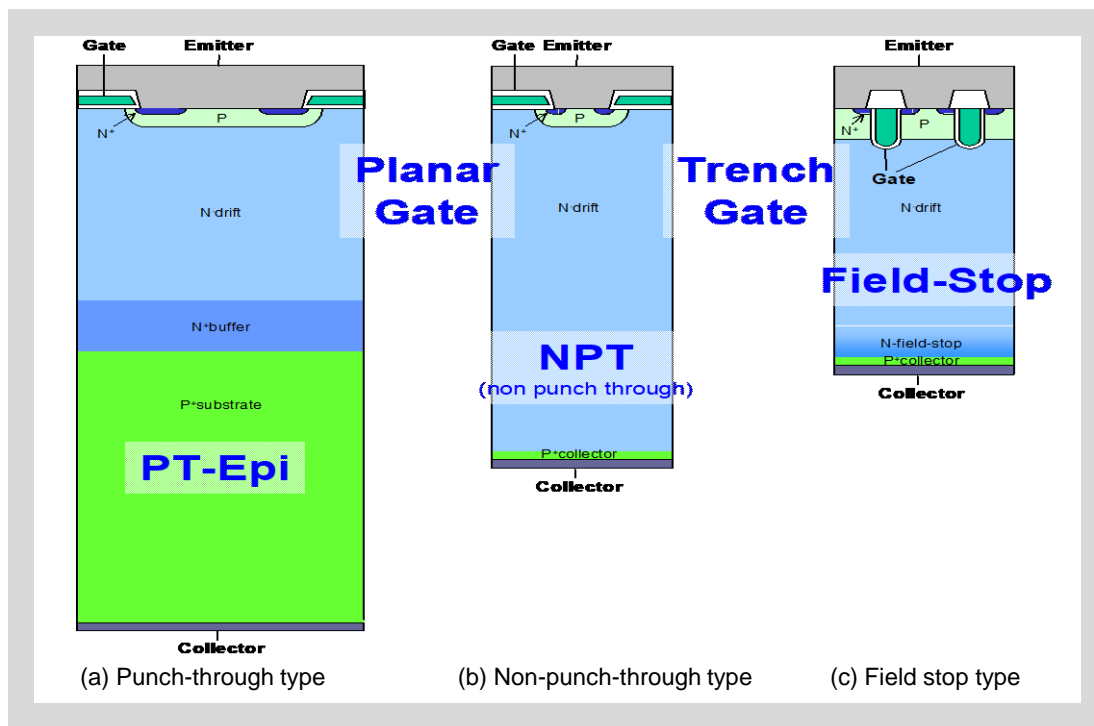 Gate Emitter
N+
P
N-drift
N+buffer
P+substrate
PT-Epi
Collector
(a) Punch-through type
Planar
Gate
Gate Emitter
N+
P
N-drift
NPT
(non punch through)
P+collector
Collector
(b) Non-punch-through type
Trench
Gate
Emitter
N+
P
Gate
N-drift
Field-Stop
N-field-stop
P+collector
Collector
(c) Field stop type